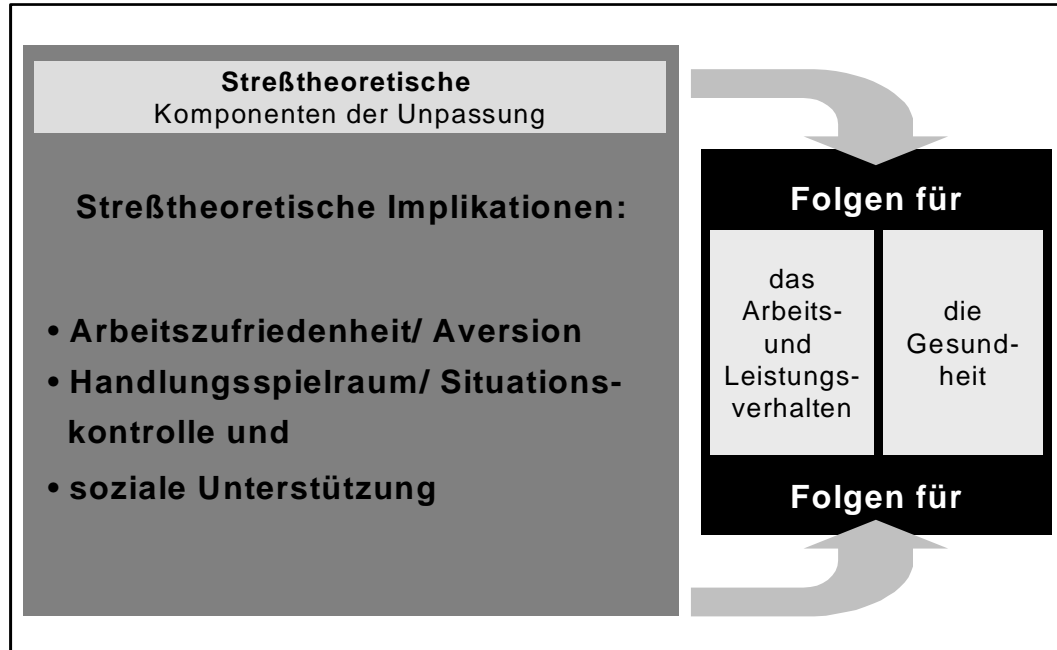 Streßtheoretische
Komponenten der Unpassung
Streßtheoretische Implikationen:
• Arbeitszufriedenheit/ Aversion
• Handlungsspielraum/ Situations-
kontrolle und
• soziale Unterstützung
Folgen für
das
Arbeits-
und
Leistungs-
verhalten
die
Gesund-
heit
Folgen für